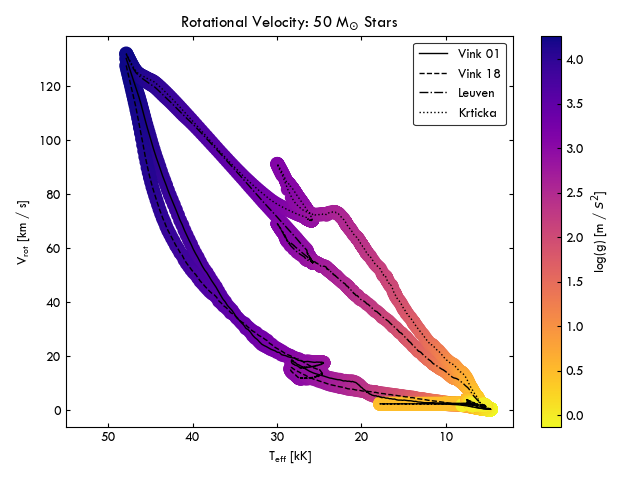 Rotational Velocity: 50 M⊙ Stars
Vink 01
Vink 18
Leuven
Krticka
V_rot [km / s]
120
100
80
60
40
20
0
50
40
30
20
10
T_eff [kK]
4.0
3.5
3.0
2.5
2.0
1.5
1.0
0.5
0.0
log(g) [m / s²]